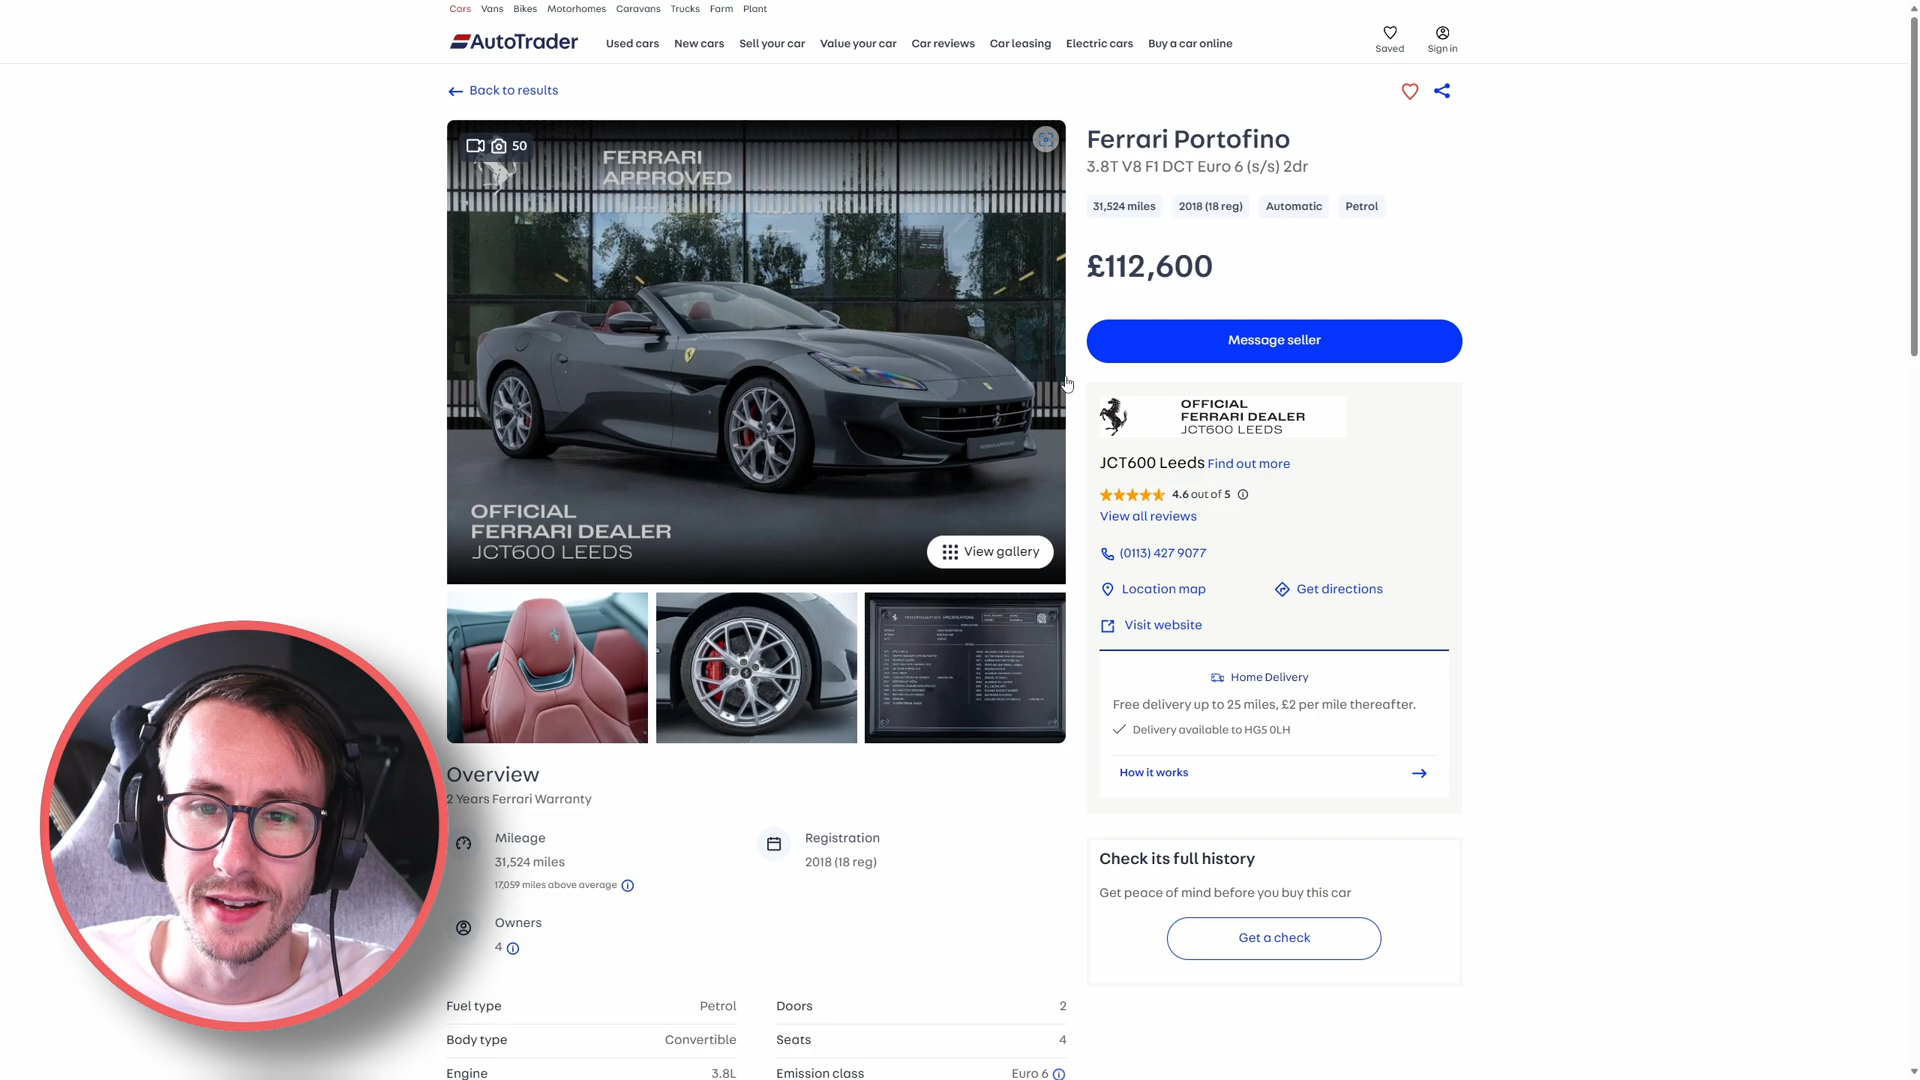 Cars Vans Bikes Motorhomes Caravans Trucks Farm Plant
AutoTrader
Used cars New cars Sell your car Value your car Car reviews Car leasing Electric cars Buy a car online
Saved
Sign in
Back to results
50
FERRARI
APPROVED
OFFICIAL
FERRARI DEALER
JCT600 LEEDS
View gallery
Ferrari Portofino
3.8T V8 F1 DCT Euro 6 (s/s) 2dr
31,524 miles 2018 (18 reg) Automatic Petrol
£112,600
Message seller
OFFICIAL
FERRARI DEALER
JCT600 LEEDS
JCT600 Leeds Find out more
4.6 out of 5
View all reviews
(0113) 427 9077
Location map Get directions
Visit website
Home Delivery
Free delivery up to 25 miles, £2 per mile thereafter.
Delivery available to HG5 0LH
How it works
Check its full history
Get peace of mind before you buy this car
Get a check
Overview
2 Years Ferrari Warranty
Mileage
31,524 miles
17,059 miles above average
Registration
2018 (18 reg)
Owners
4
Fuel type Petrol
Doors 2
Body type Convertible
Seats 4
Engine 3.8L
Emission class Euro 6